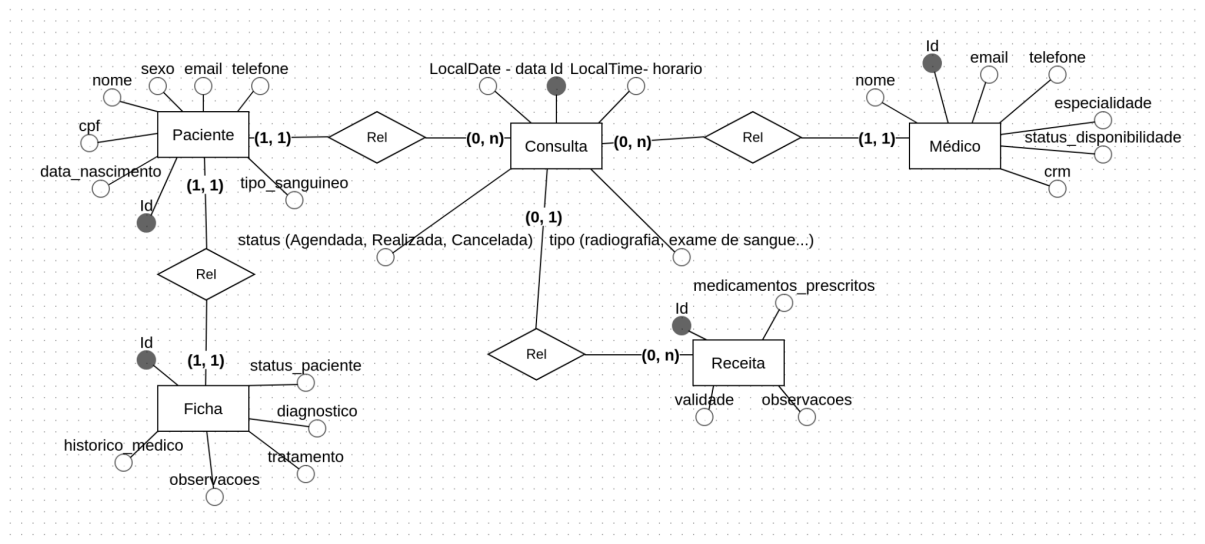 Id
sexo
email
telefone
LocalDate - data
Id
LocalTime- horario
email
telefone
nome
nome
especialidade
cpf
Paciente
(1, 1)
Rel
(0, n)
Consulta
(0, n)
Rel
(1, 1)
Médico
status_disponibilidade
data_nascimento
(1, 1)
tipo_sanguineo
crm
Id
(0, 1)
status (Agendada, Realizada, Cancelada)
tipo (radiografia, exame de sangue...)
Rel
medicamentos_prescritos
Id
Id
(1, 1)
status_paciente
Rel
(0, n)
Receita
Ficha
diagnostico
validade
observacoes
historico_medico
tratamento
observacoes